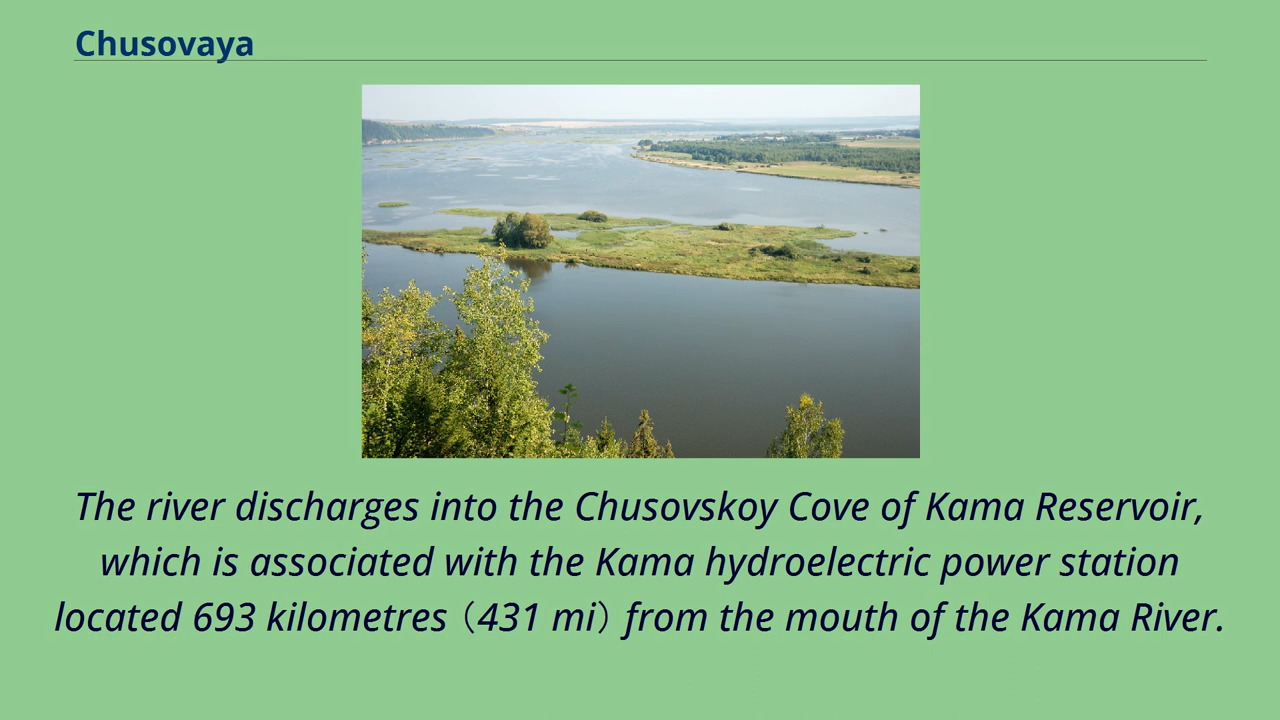 Chusovaya
The river discharges into the Chusovskoy Cove of Kama Reservoir,
which is associated with the Kama hydroelectric power station
located 693 kilometres（431 mi）from the mouth of the Kama River.